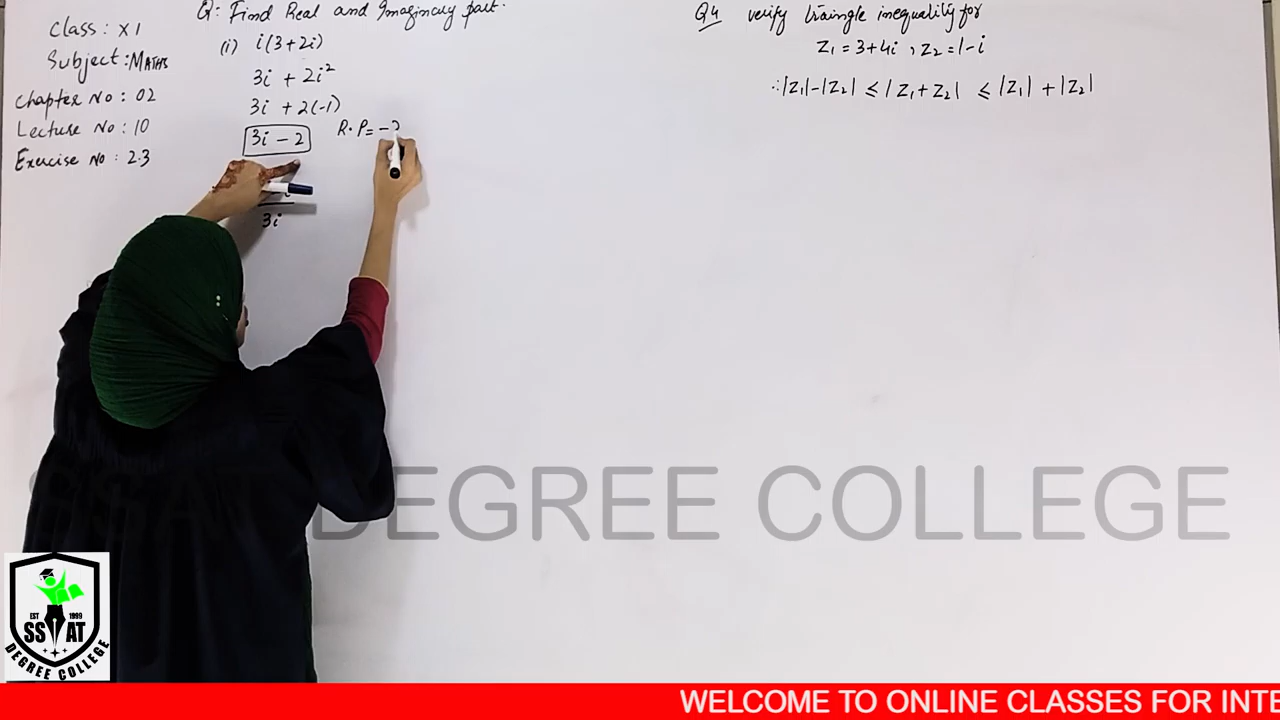 Class: XI
Subject: MATHS
Chapter No: 02
Lecture No: 10
Exercise No: 2.3
Q: Find Real and Imaginary part.
(i) i(3+2i)
3i + 2i²
3i + 2(-1)
3i - 2
R.P = -2
3i
Q4 verify traingle inequality for
Z₁ = 3+4i , Z₂ = 1-i
∴ |Z₁|-|Z₂| ≤ |Z₁+Z₂| ≤ |Z₁| + |Z₂|
SSAT DEGREE COLLEGE
EST 1999
SSAT
DEGREE COLLEGE
WELCOME TO ONLINE CLASSES FOR INTE